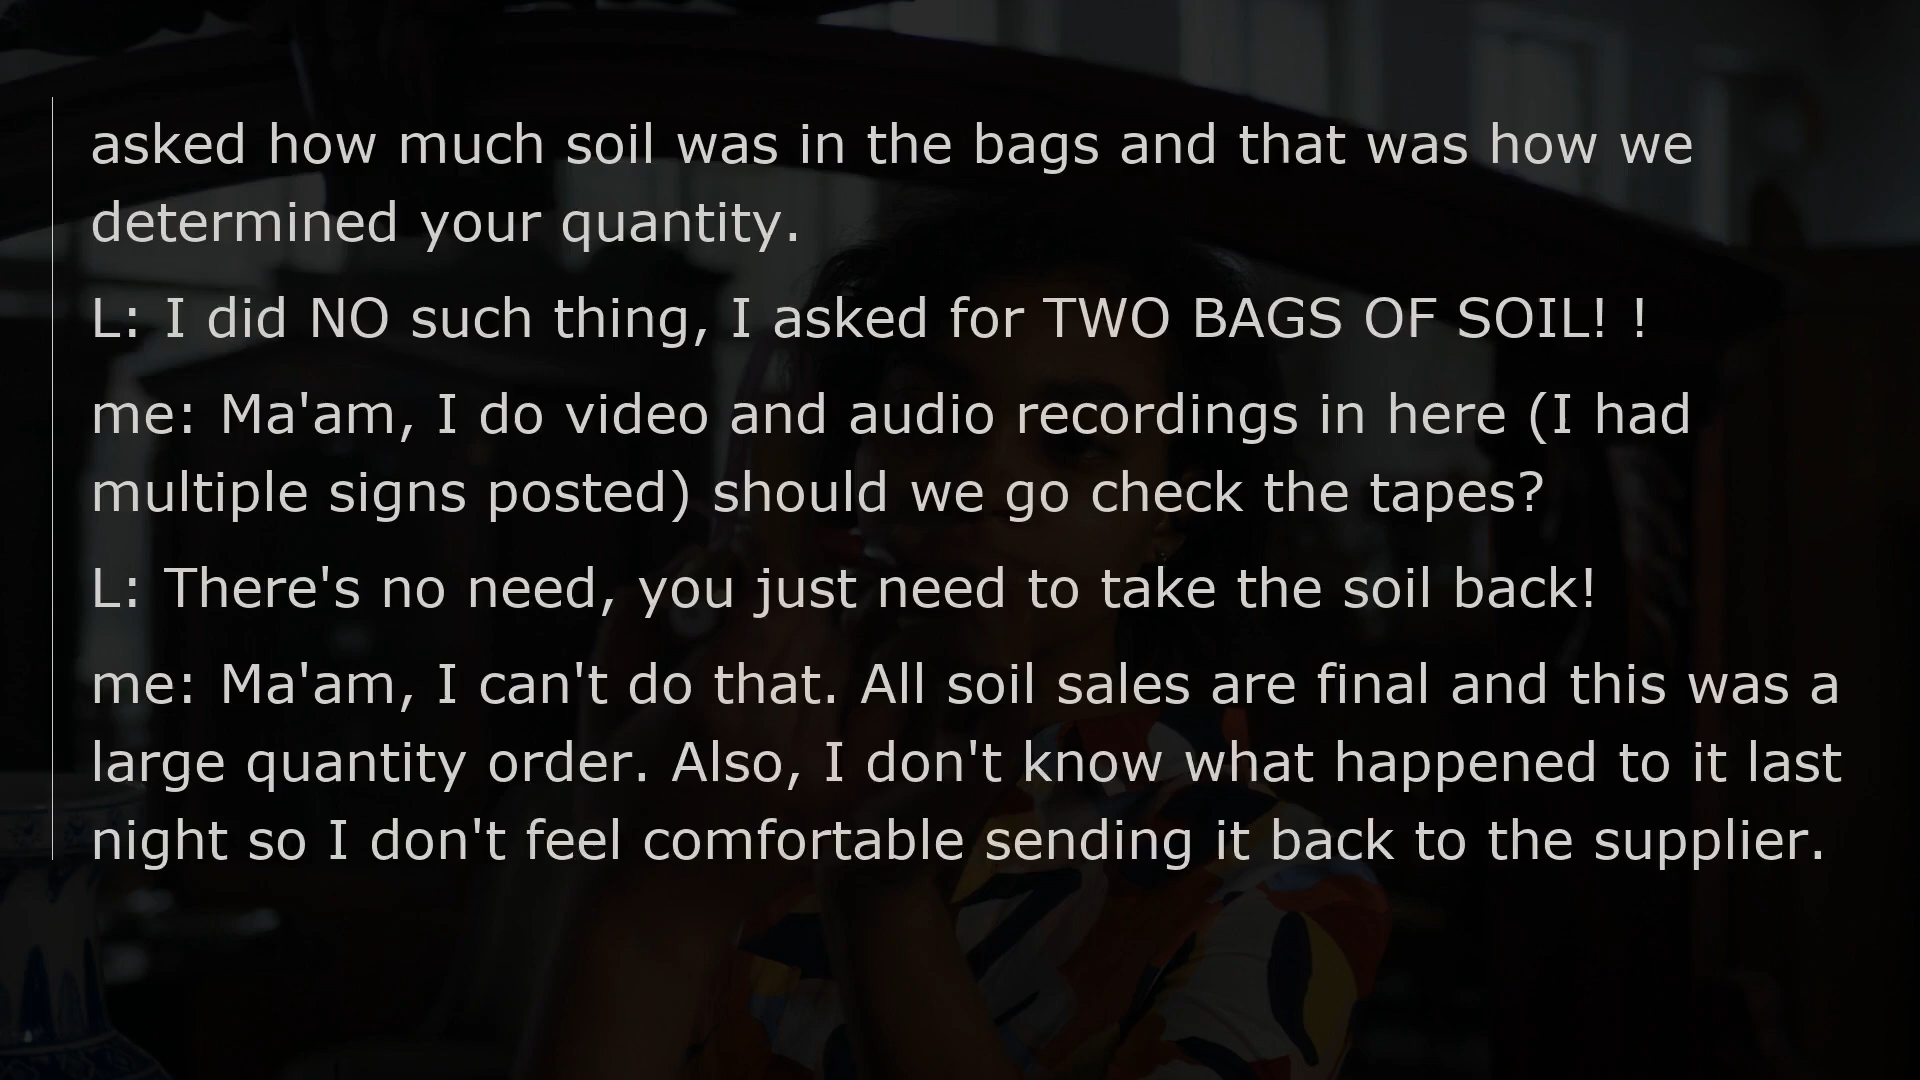 asked how much soil was in the bags and that was how we
determined your quantity.
L: I did NO such thing, I asked for TWO BAGS OF SOIL! !
me: Ma'am, I do video and audio recordings in here (I had
multiple signs posted) should we go check the tapes?
L: There's no need, you just need to take the soil back!
me: Ma'am, I can't do that. All soil sales are final and this was a
large quantity order. Also, I don't know what happened to it last
night so I don't feel comfortable sending it back to the supplier.